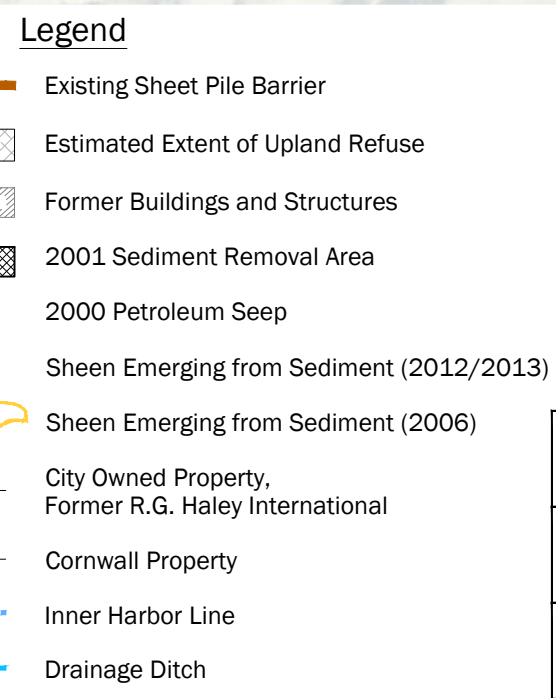 Legend
Existing Sheet Pile Barrier
Estimated Extent of Upland Refuse
Former Buildings and Structures
2001 Sediment Removal Area
2000 Petroleum Seep
Sheen Emerging from Sediment (2012/2013)
Sheen Emerging from Sediment (2006)
City Owned Property,
Former R.G. Haley International
Cornwall Property
Inner Harbor Line
Drainage Ditch